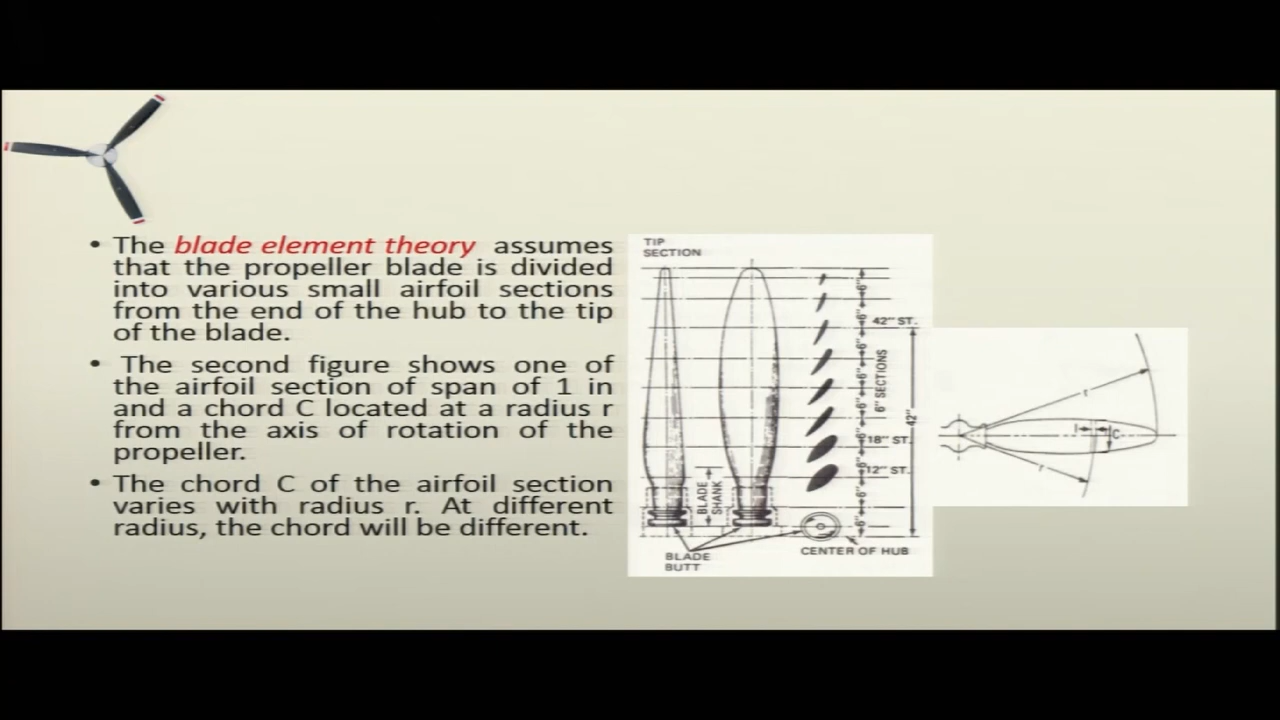 • The blade element theory assumes
that the propeller blade is divided
into various small airfoil sections
from the end of the hub to the tip
of the blade.
• The second figure shows one of
the airfoil section of span of 1 in
and a chord C located at a radius r
from the axis of rotation of the
propeller.
• The chord C of the airfoil section
varies with radius r. At different
radius, the chord will be different.
TIP
SECTION
42" ST.
6" SECTIONS
42"
18" ST.
12" ST.
BLADE
SHANK
6"
6"
6"
6"
6"
6"
6"
6"
6"
CENTER OF HUB
BLADE
BUTT
r
1
C
r